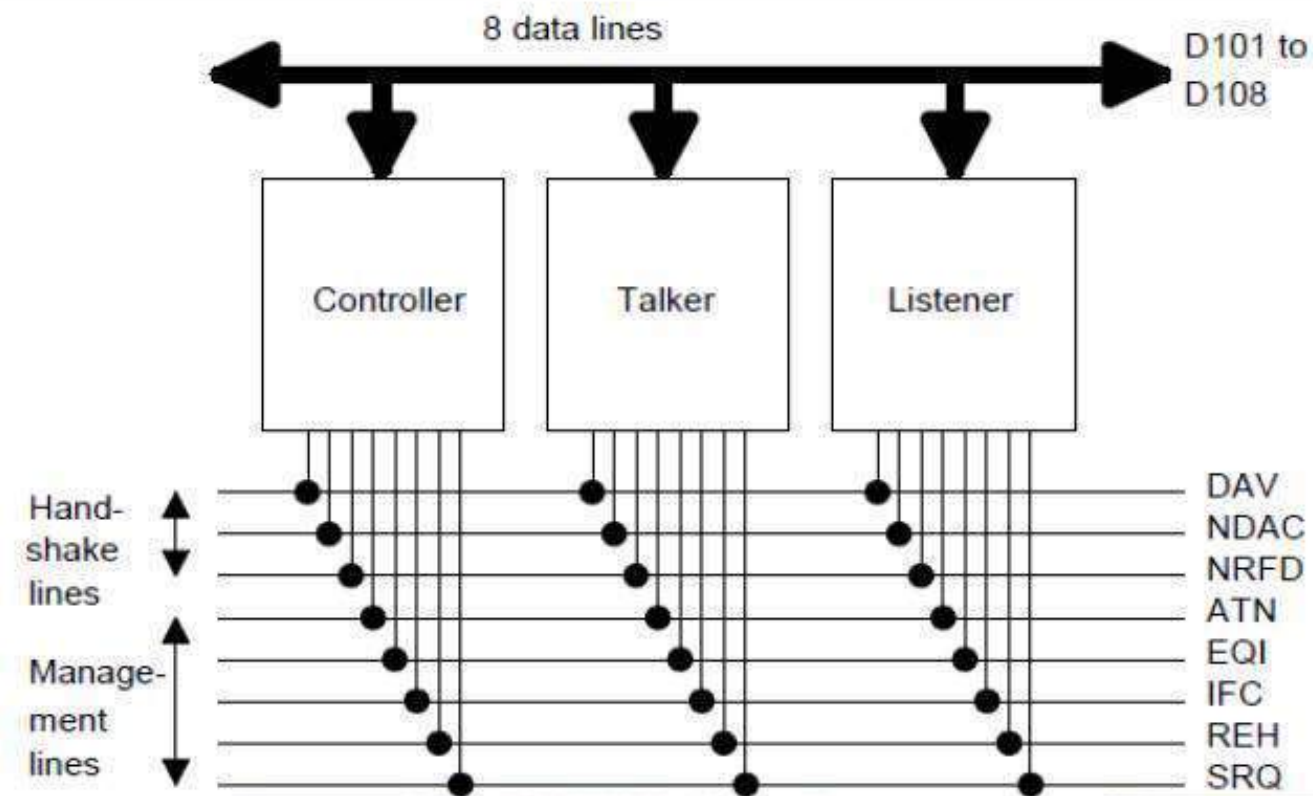 8 data lines
D101 to
D108
Controller
Talker
Listener
Hand-
shake
lines
Manage-
ment
lines
DAV
NDAC
NRFD
ATN
EQI
IFC
REH
SRQ